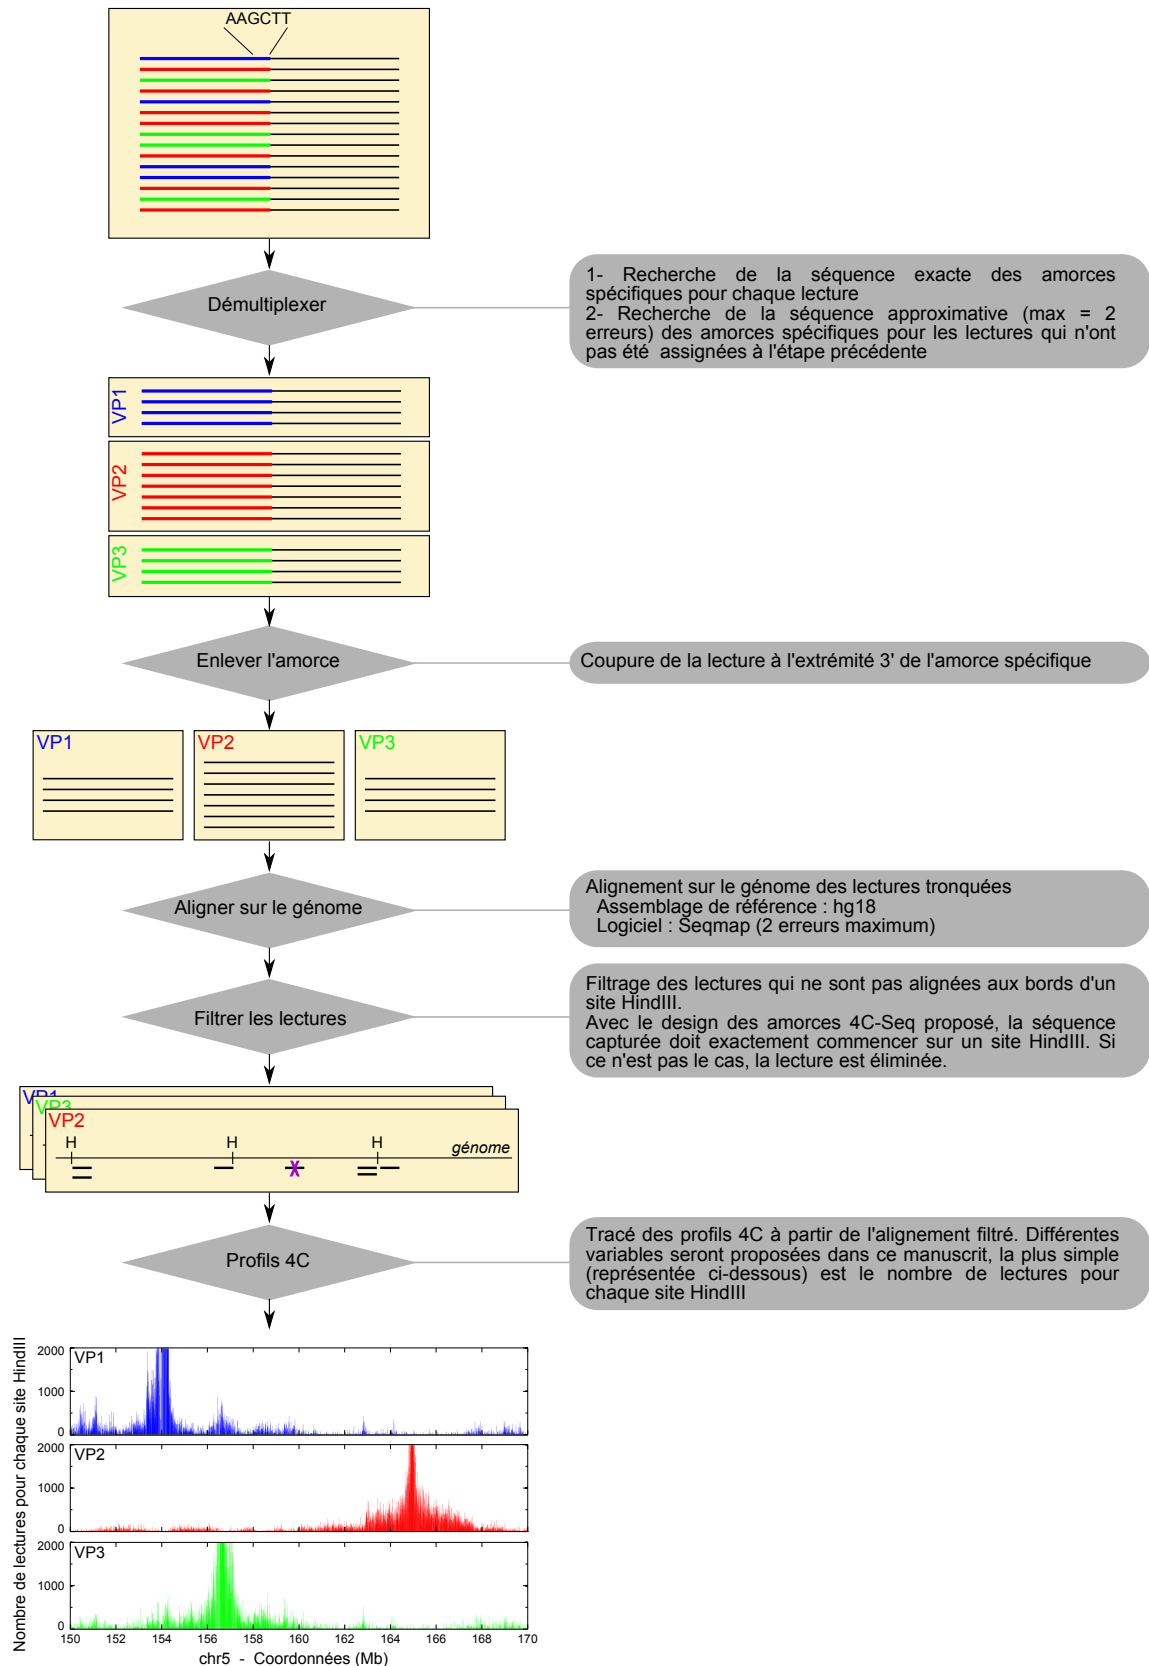 AAGCTT
Démultiplexer
1- Recherche de la séquence exacte des amorces
spécifiques pour chaque lecture
2- Recherche de la séquence approximative (max = 2
erreurs) des amorces spécifiques pour les lectures qui n'ont
pas été assignées à l'étape précédente
VP1
VP2
VP3
Enlever l'amorce
Coupure de la lecture à l'extrémité 3' de l'amorce spécifique
VP1
VP2
VP3
Aligner sur le génome
Alignement sur le génome des lectures tronquées
Assemblage de référence : hg18
Logiciel : Seqmap (2 erreurs maximum)
Filtrer les lectures
Filtrage des lectures qui ne sont pas alignées aux bords d'un
site HindIII.
Avec le design des amorces 4C-Seq proposé, la séquence
capturée doit exactement commencer sur un site HindIII. Si
ce n'est pas le cas, la lecture est éliminée.
VP1
VP3
VP2
H H H
génome
X
Profils 4C
Tracé des profils 4C à partir de l'alignement filtré. Différentes
variables seront proposées dans ce manuscrit, la plus simple
(représentée ci-dessous) est le nombre de lectures pour
chaque site HindIII
Nombre de lectures pour chaque site HindIII
2000
VP1
1000
0
2000
VP2
1000
0
2000
VP3
1000
0
150 152 154 156 158 160 162 164 166 168 170
chr5 - Coordonnées (Mb)